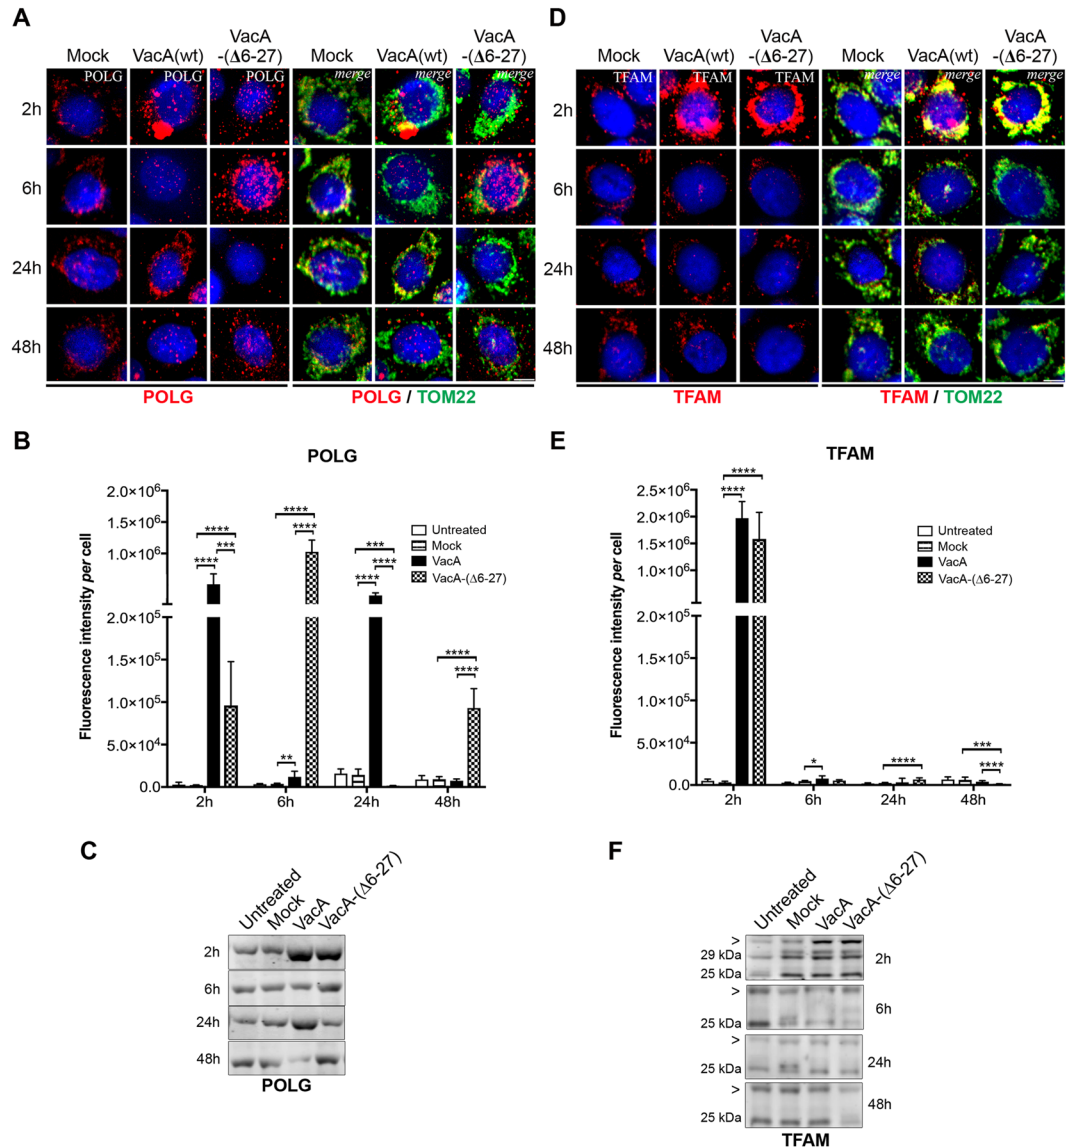 A
Mock
VacA(wt)
VacA
-(Δ6-27)
Mock
VacA(wt)
VacA
-(Δ6-27)
2h
POLG
POLG
POLG
merge
merge
merge
6h
24h
48h
POLG
POLG / TOM22
D
Mock
VacA(wt)
VacA
-(Δ6-27)
Mock
VacA(wt)
VacA
-(Δ6-27)
2h
TFAM
TFAM
TFAM
merge
merge
merge
6h
24h
48h
TFAM
TFAM / TOM22
B
POLG
Fluorescence intensity per cell
2.0×10⁶
1.5×10⁶
1.0×10⁶
2.0×10⁵
1.5×10⁵
1.0×10⁵
5.0×10⁴
0.0
****
****
***
****
****
**
***
****
****
****
****
Untreated
Mock
VacA
VacA-(Δ6-27)
2h
6h
24h
48h
E
TFAM
Fluorescence intensity per cell
2.5×10⁶
2.0×10⁶
1.5×10⁶
1.0×10⁶
2.0×10⁵
1.5×10⁵
1.0×10⁵
5.0×10⁴
0.0
****
****
*
****
***
****
Untreated
Mock
VacA
VacA-(Δ6-27)
2h
6h
24h
48h
C
Untreated
Mock
VacA
VacA-(Δ6-27)
2h
6h
24h
48h
POLG
F
Untreated
Mock
VacA
VacA-(Δ6-27)
>
29 kDa
25 kDa
2h
>
25 kDa
6h
>
25 kDa
24h
>
25 kDa
48h
TFAM